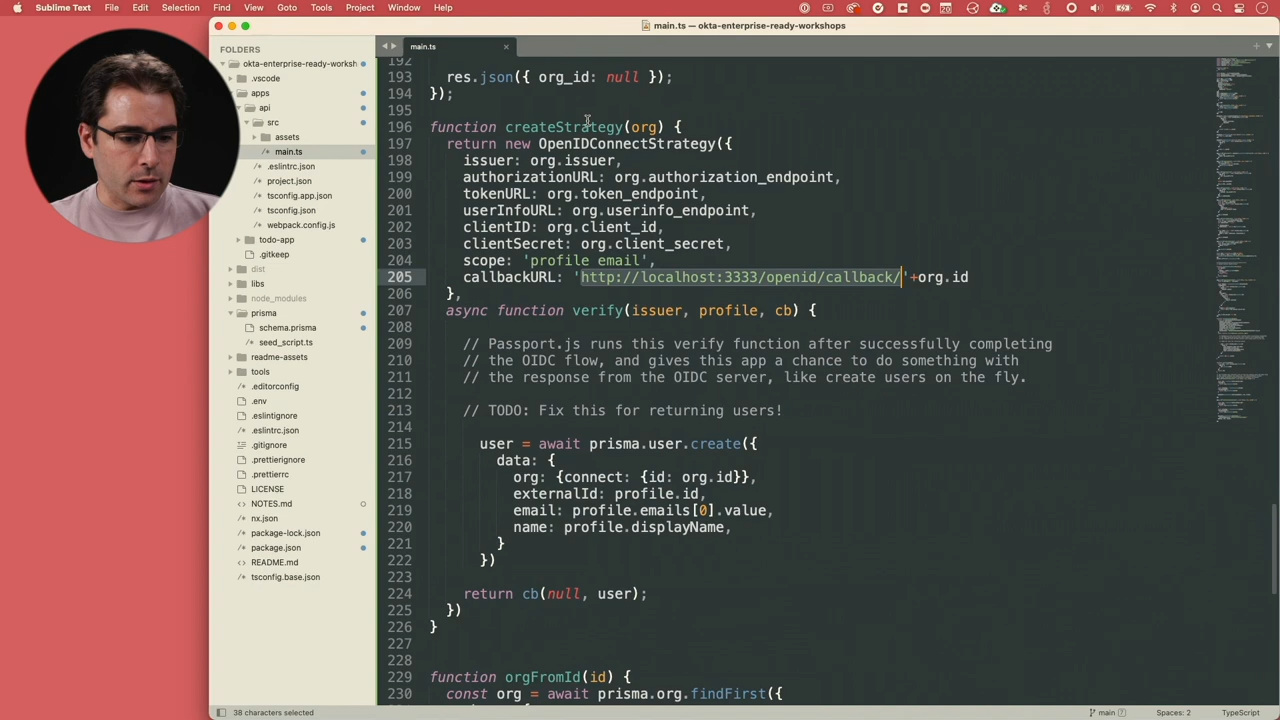 Sublime Text File Edit Selection Find View Goto Tools Project Window Help
main.ts — okta-enterprise-ready-workshops
FOLDERS
okta-enterprise-ready-worksh
.vscode
apps
api
src
assets
main.ts
.eslintrc.json
project.json
tsconfig.app.json
tsconfig.json
webpack.config.js
todo-app
.gitkeep
dist
libs
node_modules
prisma
schema.prisma
seed_script.ts
readme-assets
tools
.editorconfig
.env
.eslintignore
.eslintrc.json
.gitignore
.prettierignore
.prettierrc
LICENSE
NOTES.md
nx.json
package-lock.json
package.json
README.md
tsconfig.base.json
main.ts
192
193 res.json({ org_id: null });
194 });
195
196 function createStrategy(org) {
197 return new OpenIDConnectStrategy({
198 issuer: org.issuer,
199 authorizationURL: org.authorization_endpoint,
200 tokenURL: org.token_endpoint,
201 userInfoURL: org.userinfo_endpoint,
202 clientID: org.client_id,
203 clientSecret: org.client_secret,
204 scope: 'profile email',
205 callbackURL: 'http://localhost:3333/openid/callback/'+org.id
206 },
207 async function verify(issuer, profile, cb) {
208
209 // Passport.js runs this verify function after successfully completing
210 // the OIDC flow, and gives this app a chance to do something with
211 // the response from the OIDC server, like create users on the fly.
212
213 // TODO: Fix this for returning users!
214
215 user = await prisma.user.create({
216 data: {
217 org: {connect: {id: org.id}},
218 externalId: profile.id,
219 email: profile.emails[0].value,
220 name: profile.displayName,
221 }
222 })
223
224 return cb(null, user);
225 })
226 }
227
228
229 function orgFromId(id) {
230 const org = await prisma.org.findFirst({
38 characters selected
main 7
Spaces: 2
TypeScript